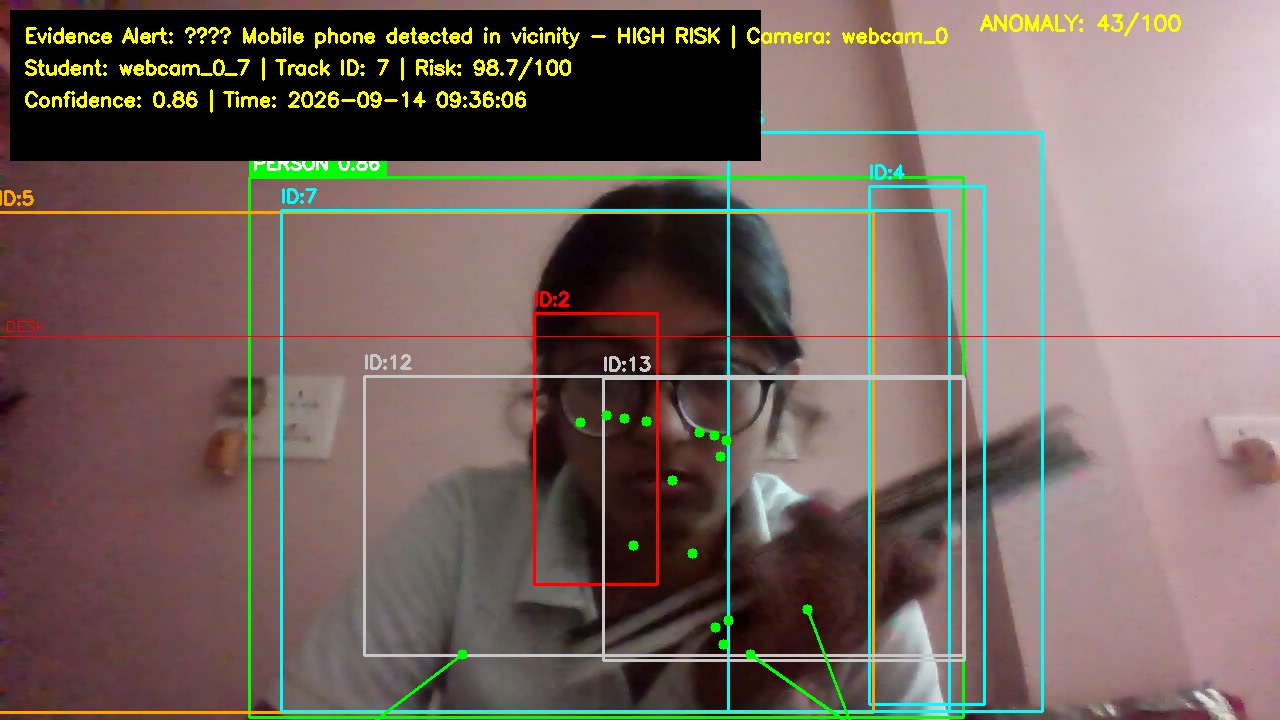 Evidence Alert: ???? Mobile phone detected in vicinity - HIGH RISK | Camera: webcam_0
ANOMALY: 43/100
Student: webcam_0_7 | Track ID: 7 | Risk: 98.7/100
Confidence: 0.86 | Time: 2026-09-14 09:36:06
PERSON 0.86
ID:4
ID:5
ID:7
ID:2
DESK
ID:12
ID:13